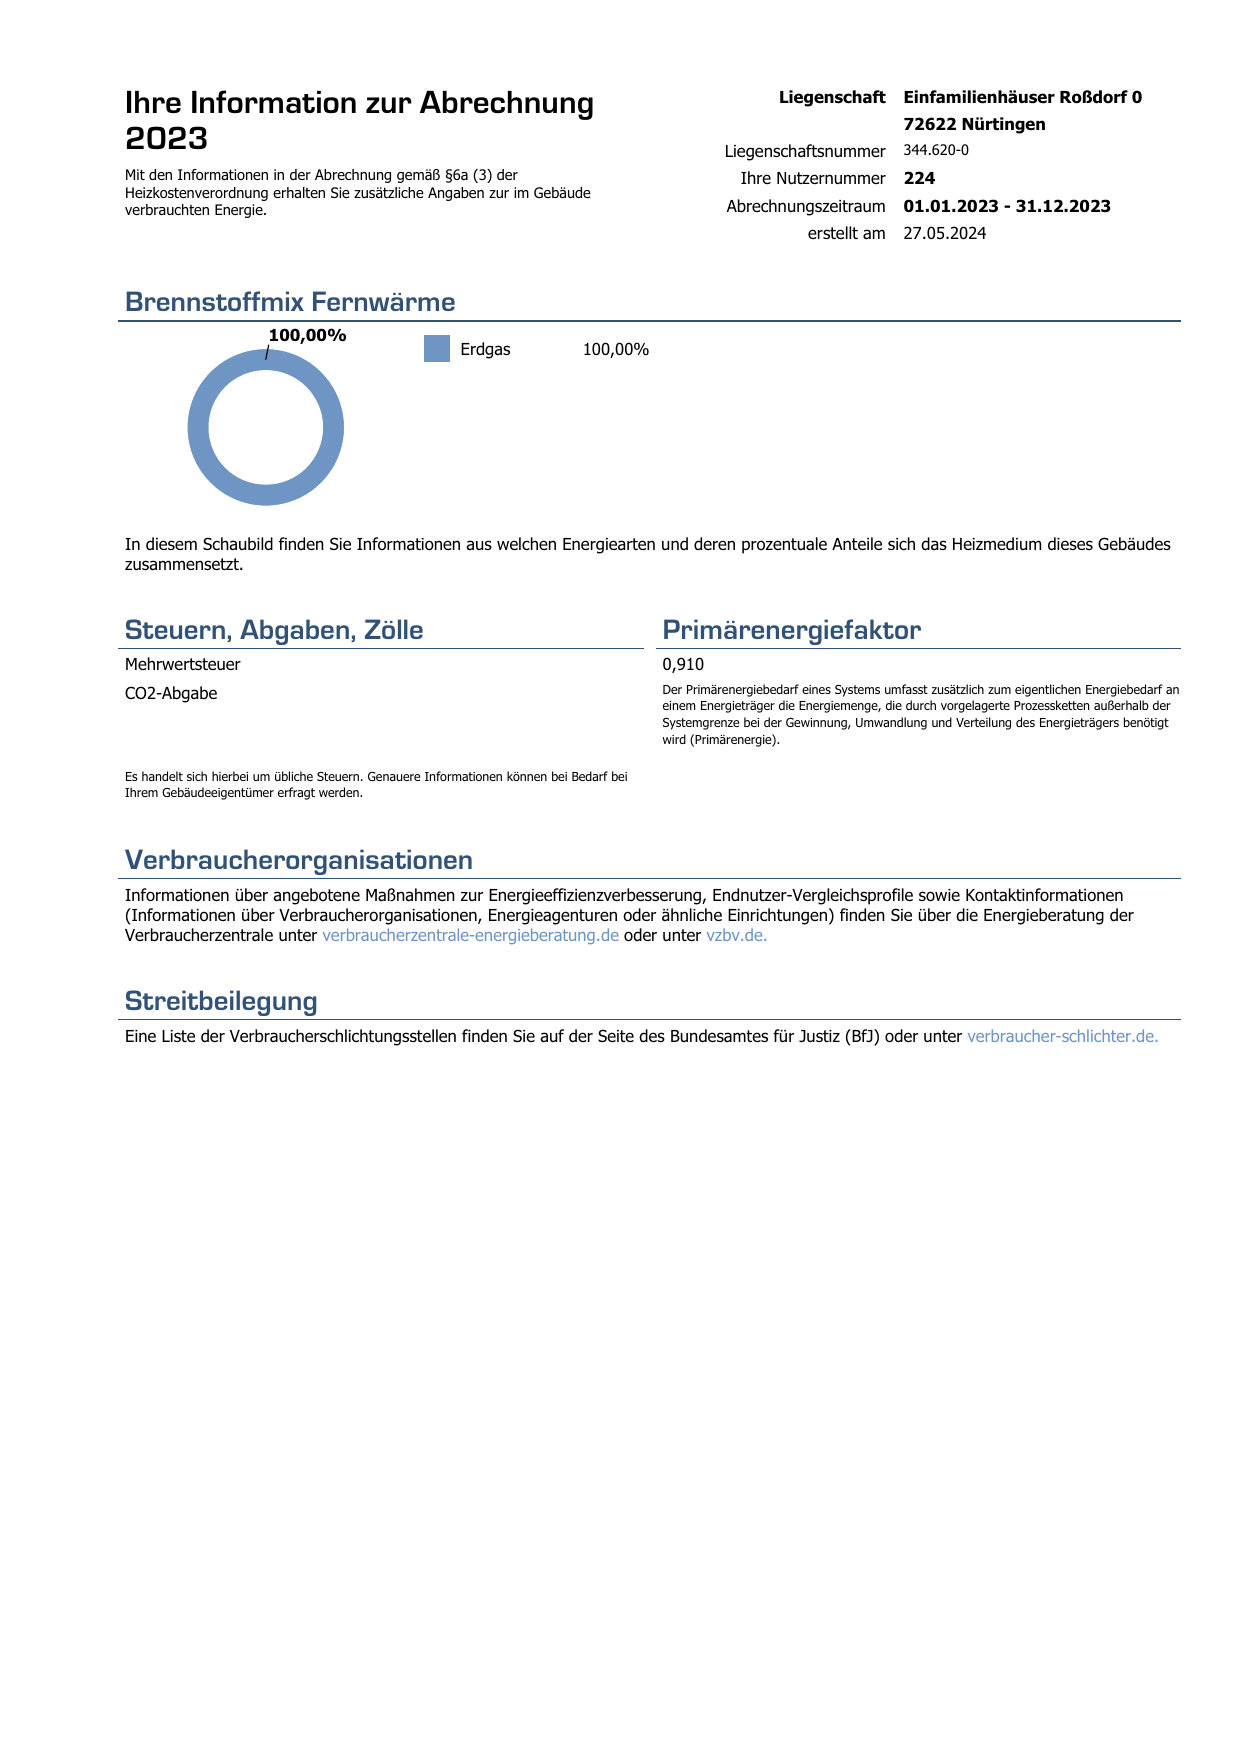 Ihre Information zur Abrechnung
2023
Mit den Informationen in der Abrechnung gemäß §6a (3) der
Heizkostenverordnung erhalten Sie zusätzliche Angaben zur im Gebäude
verbrauchten Energie.
Liegenschaft Einfamilienhäuser Roßdorf 0
72622 Nürtingen
Liegenschaftsnummer 344.620-0
Ihre Nutzernummer 224
Abrechnungszeitraum 01.01.2023 - 31.12.2023
erstellt am 27.05.2024
Brennstoffmix Fernwärme
100,00%
Erdgas 100,00%
In diesem Schaubild finden Sie Informationen aus welchen Energiearten und deren prozentuale Anteile sich das Heizmedium dieses Gebäudes
zusammensetzt.
Steuern, Abgaben, Zölle
Mehrwertsteuer
CO2-Abgabe
Es handelt sich hierbei um übliche Steuern. Genauere Informationen können bei Bedarf bei
Ihrem Gebäudeeigentümer erfragt werden.
Primärenergiefaktor
0,910
Der Primärenergiebedarf eines Systems umfasst zusätzlich zum eigentlichen Energiebedarf an
einem Energieträger die Energiemenge, die durch vorgelagerte Prozessketten außerhalb der
Systemgrenze bei der Gewinnung, Umwandlung und Verteilung des Energieträgers benötigt
wird (Primärenergie).
Verbraucherorganisationen
Informationen über angebotene Maßnahmen zur Energieeffizienzverbesserung, Endnutzer-Vergleichsprofile sowie Kontaktinformationen
(Informationen über Verbraucherorganisationen, Energieagenturen oder ähnliche Einrichtungen) finden Sie über die Energieberatung der
Verbraucherzentrale unter verbraucherzentrale-energieberatung.de oder unter vzbv.de.
Streitbeilegung
Eine Liste der Verbraucherschlichtungsstellen finden Sie auf der Seite des Bundesamtes für Justiz (BfJ) oder unter verbraucher-schlichter.de.